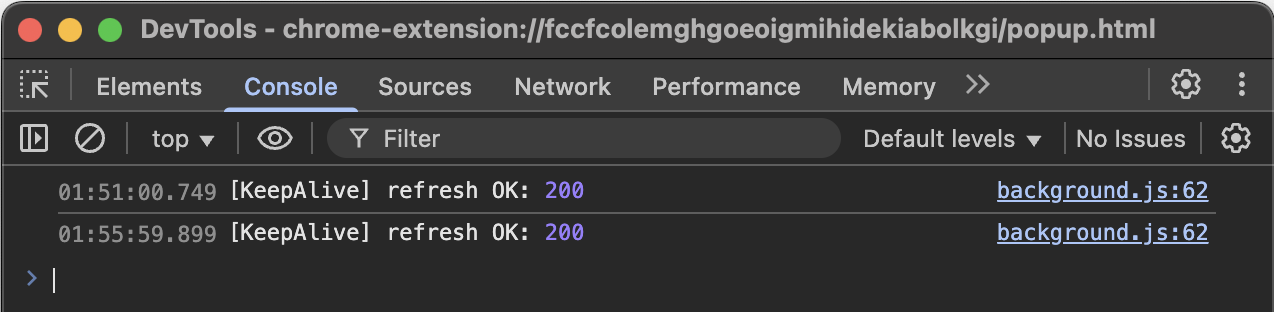 DevTools - chrome-extension://fccfcolemghgoeoigmihidekiabolkgi/popup.html
Elements Console Sources Network Performance Memory
top Filter Default levels No Issues
01:51:00.749 [KeepAlive] refresh OK: 200 background.js:62
01:55:59.899 [KeepAlive] refresh OK: 200 background.js:62